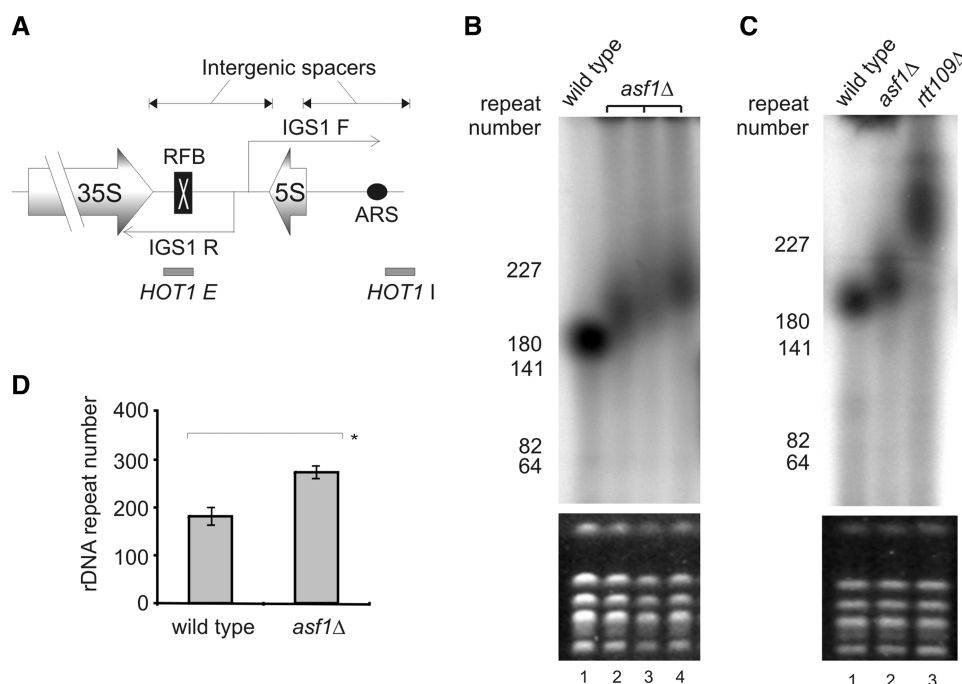 A
Intergenic spacers
IGS1 F
RFB
35S
5S
ARS
IGS1 R
HOT1 E
HOT1 I
B
wild type
asf1Δ
repeat
number
227
180
141
82
64
1 2 3 4
C
wild type
asf1Δ
rtt109Δ
repeat
number
227
180
141
82
64
1 2 3
D
rDNA repeat number
400
300
200
100
0
*
wild type
asf1Δ